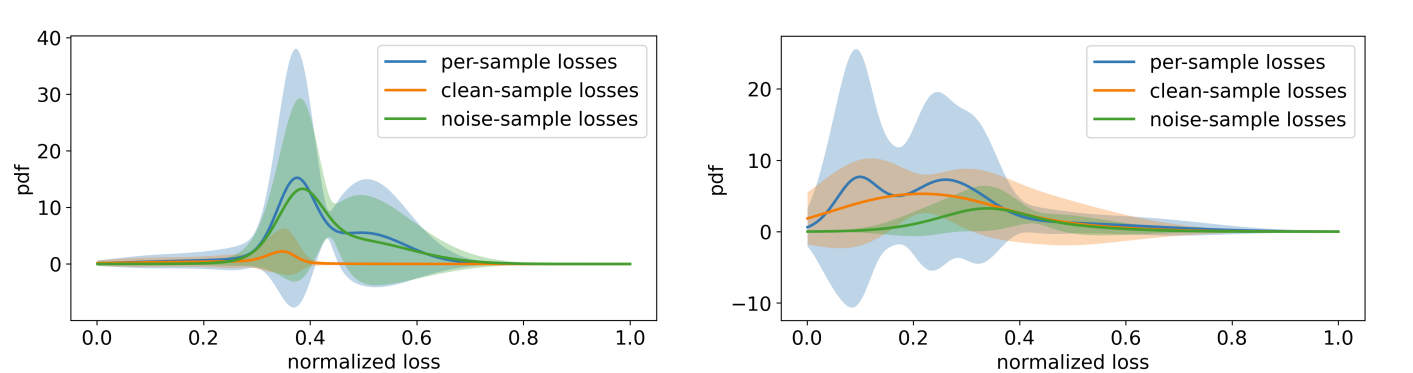 40
30
20
10
0
pdf
per-sample losses
clean-sample losses
noise-sample losses
0.0 0.2 0.4 0.6 0.8 1.0
normalized loss
20
10
0
−10
pdf
per-sample losses
clean-sample losses
noise-sample losses
0.0 0.2 0.4 0.6 0.8 1.0
normalized loss